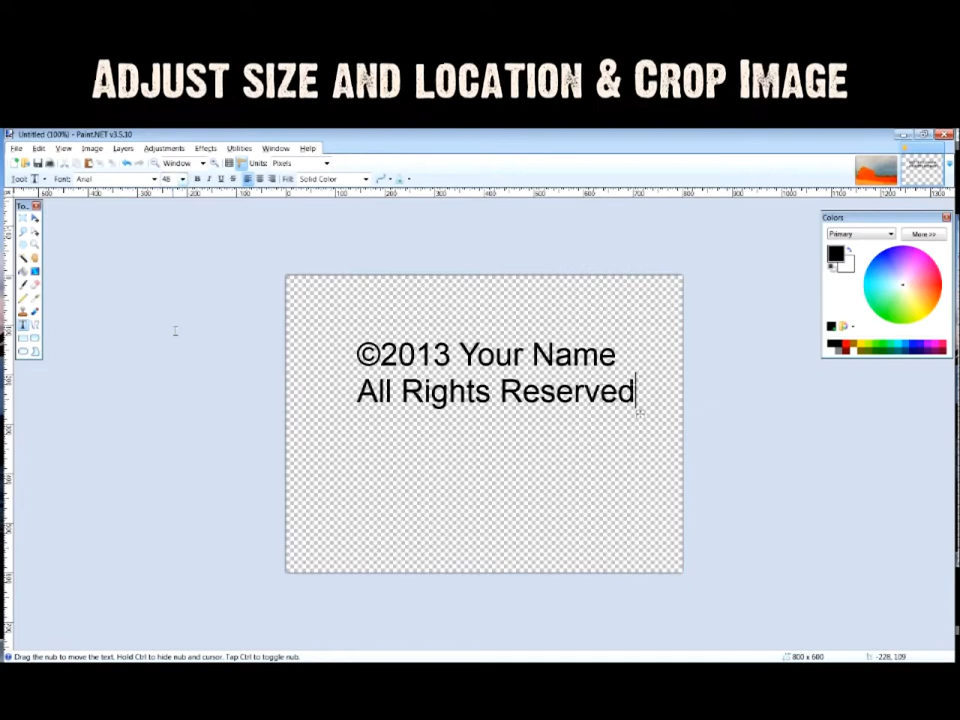 Adjust size and location & Crop Image
Untitled (100%) - Paint.NET v3.5.10
File Edit View Image Layers Adjustments Effects Utilities Window Help
Window Units: Pixels
Tool: Font: Arial 48 B I U S Fill: Solid Color
To...
Colors
Primary More >>
©2013 Your Name
All Rights Reserved
Drag the nub to move the text. Hold Ctrl to hide nub and cursor. Tap Ctrl to toggle nub. 800 x 600 -228, 109